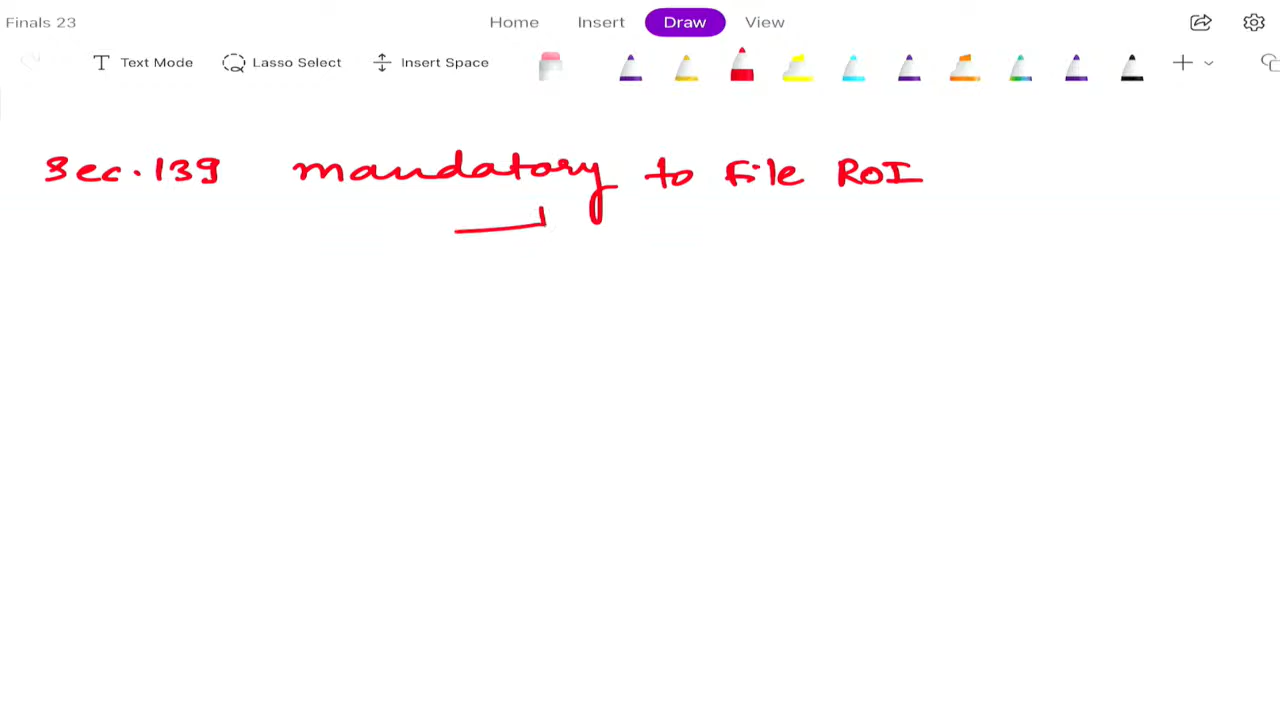 Finals 23
Home Insert Draw View
Text Mode Lasso Select Insert Space
Sec. 139 mandatory to File ROI